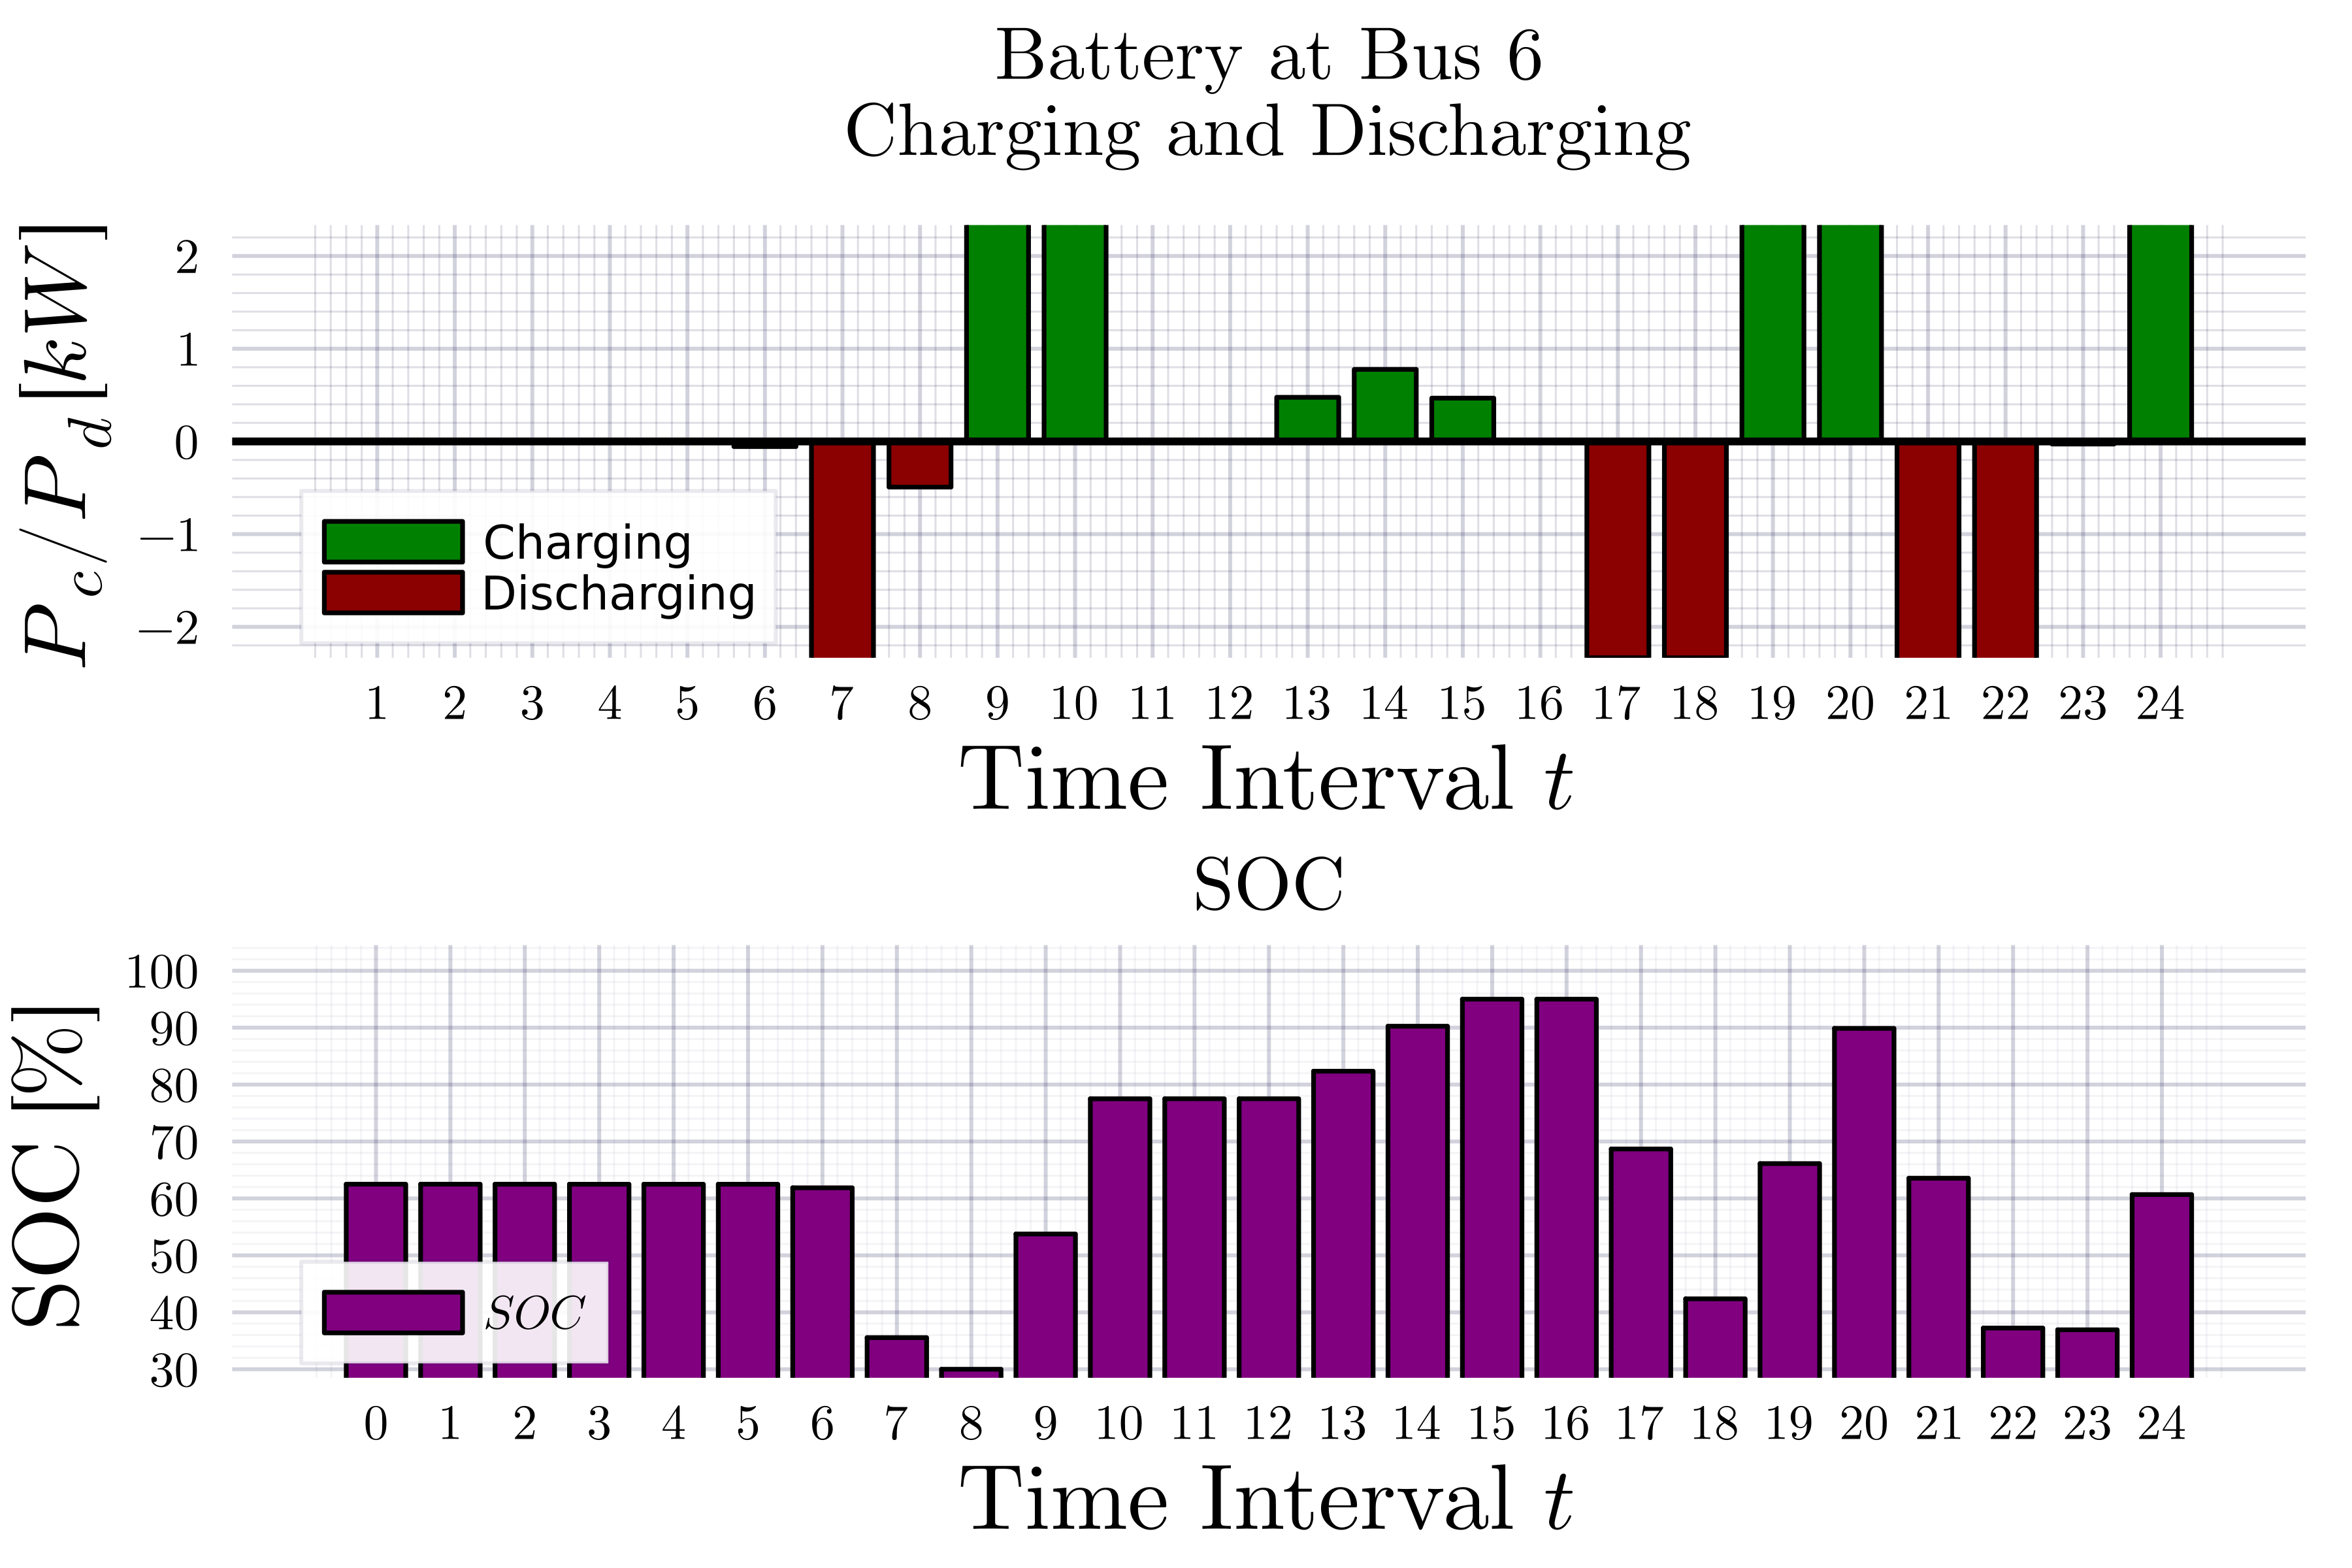 Battery at Bus 6
Charging and Discharging
P_c/P_d [kW]
2
1
0
−1
−2
Charging
Discharging
1 2 3 4 5 6 7 8 9 10 11 12 13 14 15 16 17 18 19 20 21 22 23 24
Time Interval t
SOC
SOC [%]
100
90
80
70
60
50
40
30
SOC
0 1 2 3 4 5 6 7 8 9 10 11 12 13 14 15 16 17 18 19 20 21 22 23 24
Time Interval t